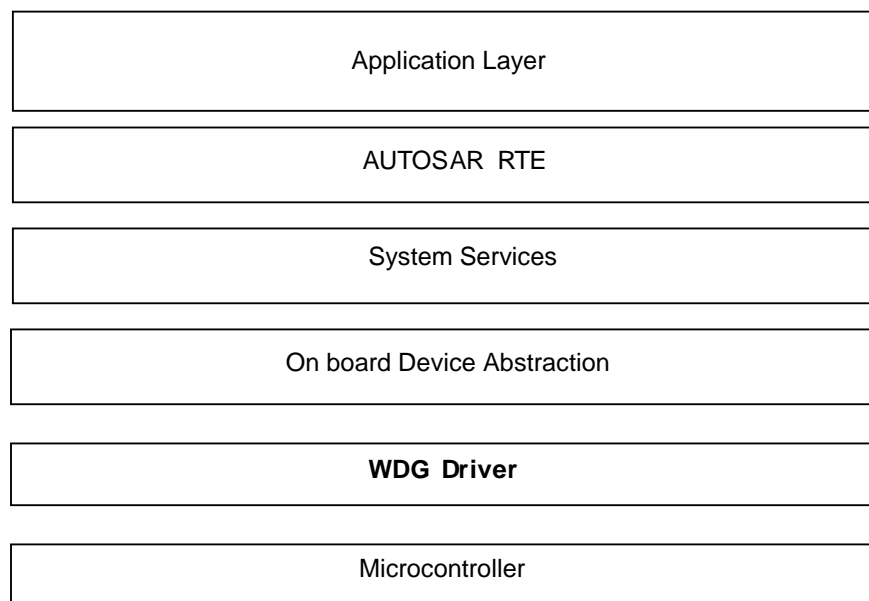 Application Layer
AUTOSAR RTE
System Services
On board Device Abstraction
WDG Driver
Microcontroller